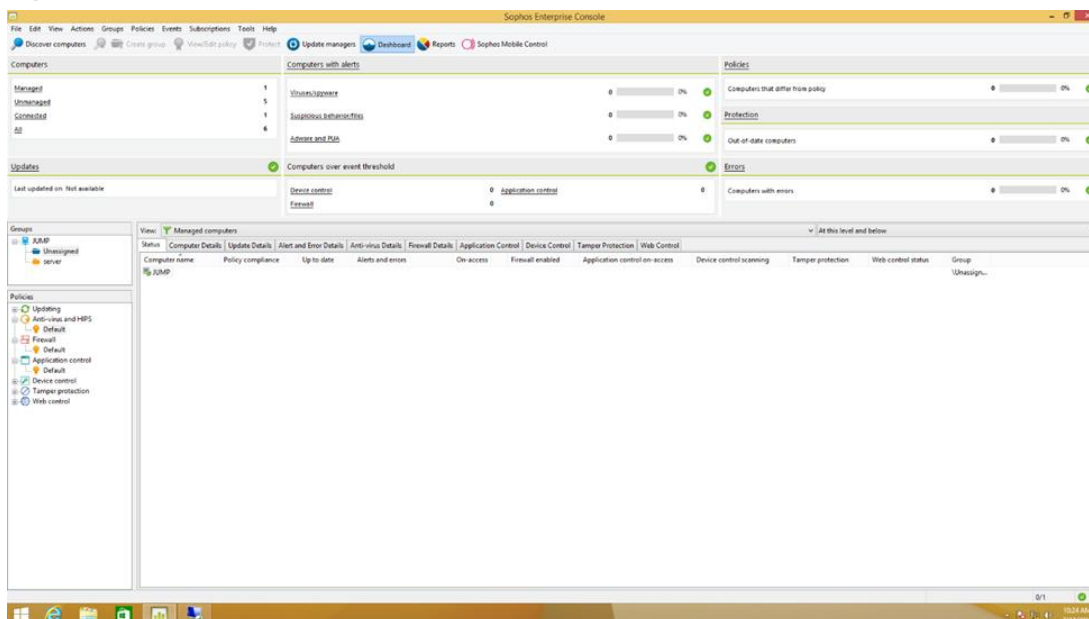 Sophos Enterprise Console
File Edit View Actions Groups Policies Events Subscriptions Tools Help
Discover computers Create group View/Edit policy Protect Update managers Dashboard Reports Sophos Mobile Control
Computers
Managed 1
Unmanaged 5
Connected 1
All 6
Computers with alerts
Viruses/spyware 0 0%
Suspicious behavior/files 0 0%
Adware and PUA 0 0%
Policies
Computers that differ from policy 0 0%
Protection
Out-of-date computers 0 0%
Updates
Last updated on Not available
Computers over event threshold
Device control 0 Application control 0
Firewall 0
Errors
Computers with errors 0 0%
Groups
JUMP
Unassigned
server
View: Managed computers At this level and below
Status Computer Details Update Details Alert and Error Details Anti-virus Details Firewall Details Application Control Device Control Tamper Protection Web Control
Computer name Policy compliance Up to date Alerts and errors On-access Firewall enabled Application control on-access Device control scanning Tamper protection Web control status Group
JUMP \Unassign...
Policies
Updating
Anti-virus and HIPS
Default
Firewall
Default
Application control
Default
Device control
Tamper protection
Web control
0/1
10:24 AM